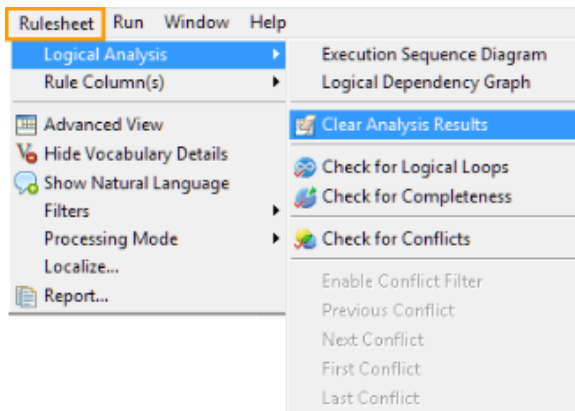 Rulesheet Run Window Help
Logical Analysis
Rule Column(s)
Advanced View
Hide Vocabulary Details
Show Natural Language
Filters
Processing Mode
Localize...
Report...
Execution Sequence Diagram
Logical Dependency Graph
Clear Analysis Results
Check for Logical Loops
Check for Completeness
Check for Conflicts
Enable Conflict Filter
Previous Conflict
Next Conflict
First Conflict
Last Conflict